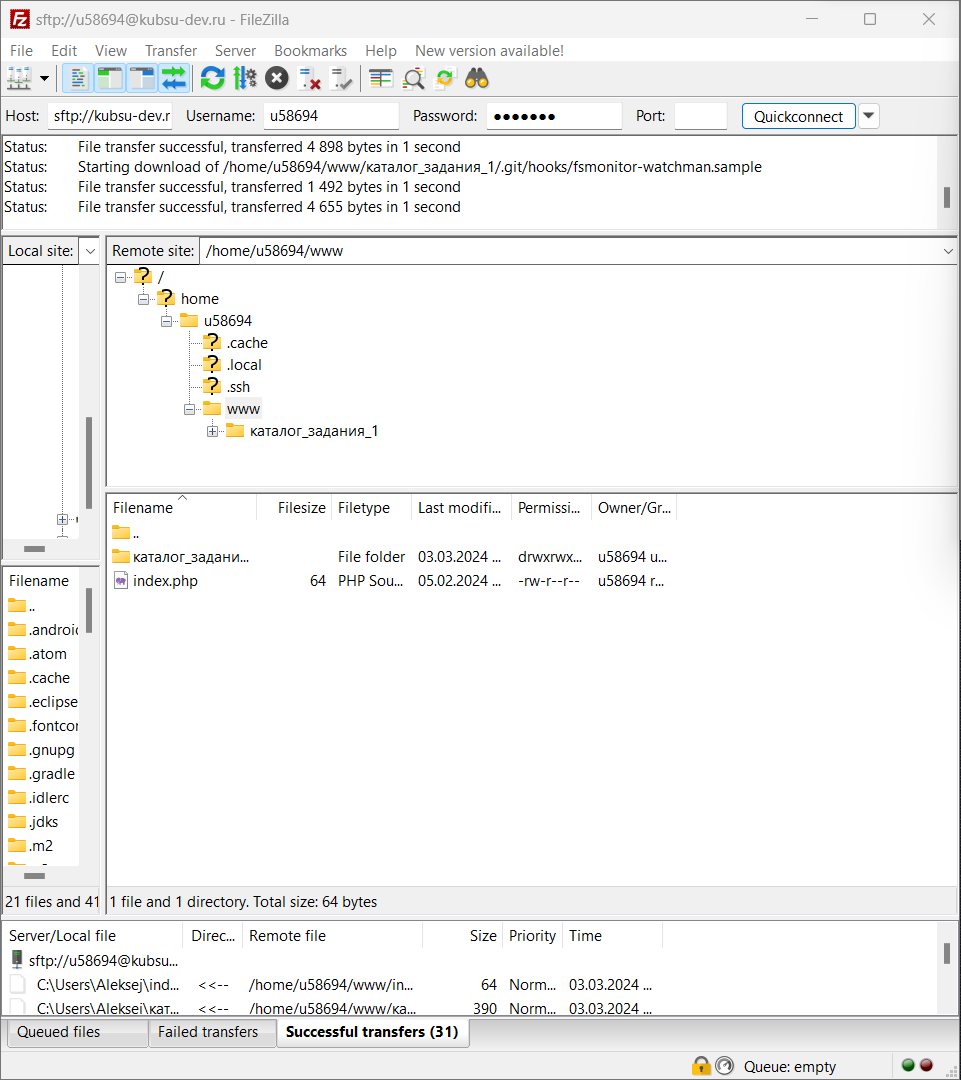 sftp://u58694@kubsu-dev.ru - FileZilla
File Edit View Transfer Server Bookmarks Help New version available!
Host: sftp://kubsu-dev.r Username: u58694 Password: ●●●●●●● Port: Quickconnect
Status: File transfer successful, transferred 4 898 bytes in 1 second
Status: Starting download of /home/u58694/www/каталог_задания_1/.git/hooks/fsmonitor-watchman.sample
Status: File transfer successful, transferred 1 492 bytes in 1 second
Status: File transfer successful, transferred 4 655 bytes in 1 second
Local site:
Remote site: /home/u58694/www
/
home
u58694
.cache
.local
.ssh
www
каталог_задания_1
Filename
..
.androic
.atom
.cache
.eclipse
.fontcor
.gnupg
.gradle
.idlerc
.jdks
.m2
21 files and 41
Filename Filesize Filetype Last modifi... Permissi... Owner/Gr...
..
каталог_задани... File folder 03.03.2024 ... drwxrwx... u58694 u...
index.php 64 PHP Sou... 05.02.2024 ... -rw-r--r-- u58694 r...
1 file and 1 directory. Total size: 64 bytes
Server/Local file Direc... Remote file Size Priority Time
sftp://u58694@kubsu...
C:\Users\Aleksej\ind... <<-- /home/u58694/www/in... 64 Norm... 03.03.2024 ...
C:\Users\Aleksej\кат... <<-- /home/u58694/www/ка... 390 Norm... 03.03.2024 ...
Queued files Failed transfers Successful transfers (31)
Queue: empty